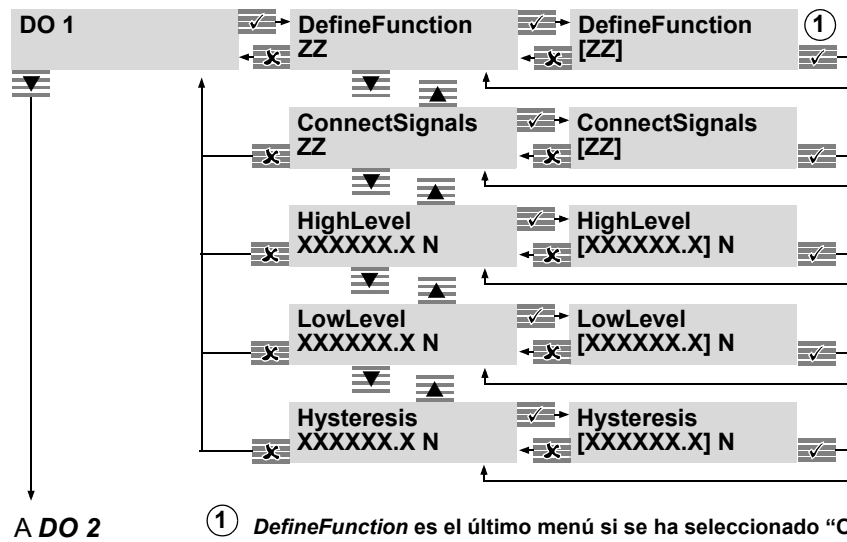 DO 1
DefineFunction
ZZ
DefineFunction
[ZZ]
1
ConnectSignals
ZZ
ConnectSignals
[ZZ]
HighLevel
XXXXXX.X N
HighLevel
[XXXXXX.X] N
LowLevel
XXXXXX.X N
LowLevel
[XXXXXX.X] N
Hysteresis
XXXXXX.X N
Hysteresis
[XXXXXX.X] N
A DO 2
1 DefineFunction es el último menú si se ha seleccionado